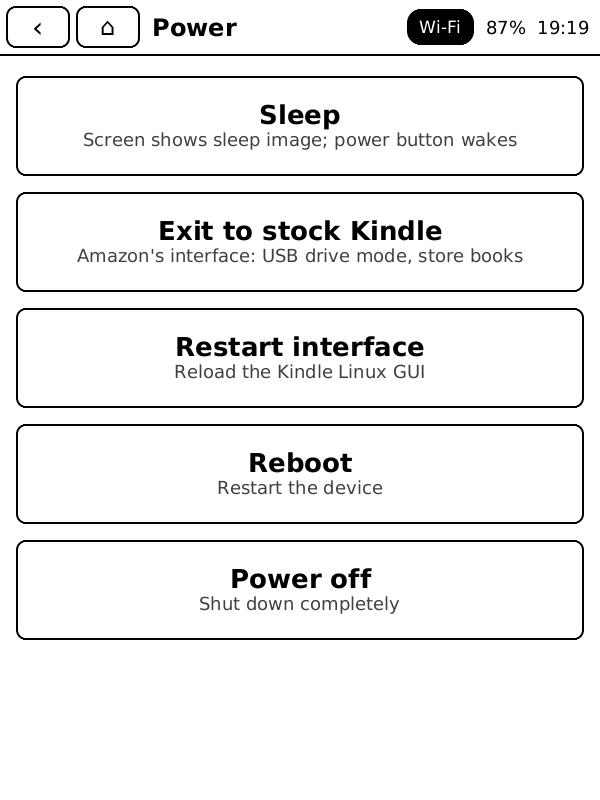 ‹ ⌂ Power Wi-Fi 87% 19:19
Sleep
Screen shows sleep image; power button wakes
Exit to stock Kindle
Amazon's interface: USB drive mode, store books
Restart interface
Reload the Kindle Linux GUI
Reboot
Restart the device
Power off
Shut down completely